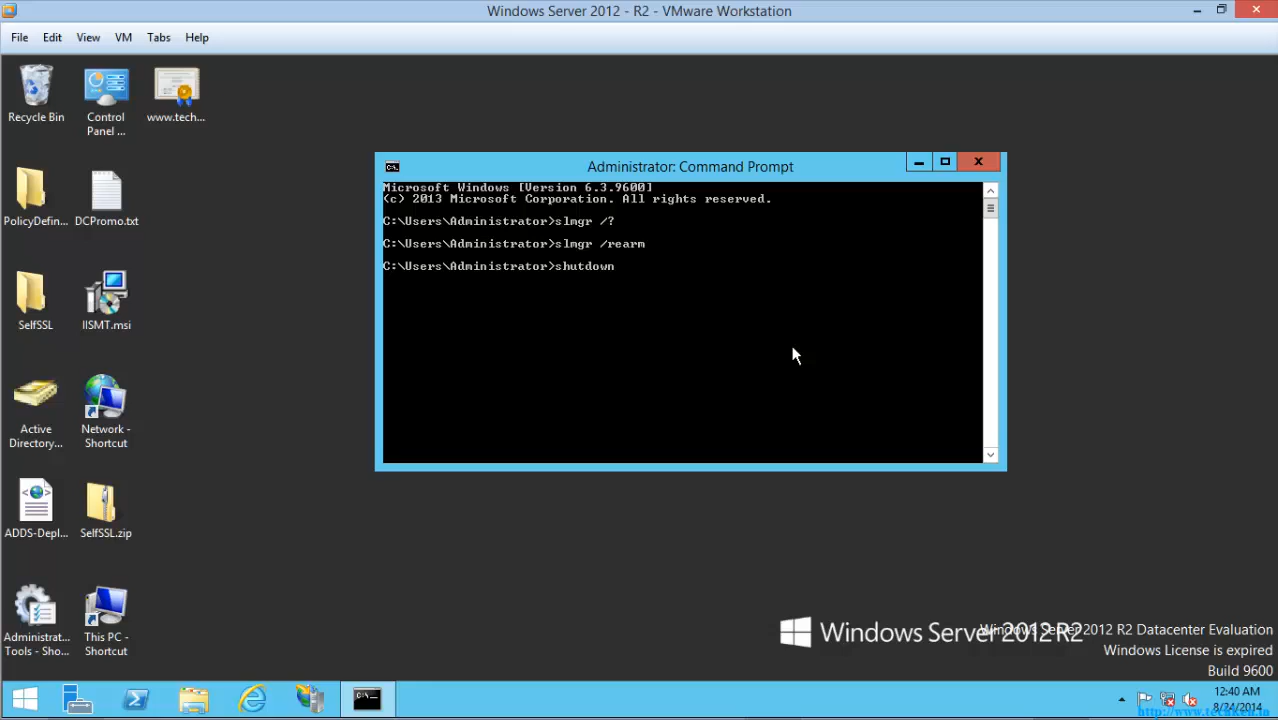 Windows Server 2012 - R2 - VMware Workstation
File Edit View VM Tabs Help
Recycle Bin
Control Panel ...
www.tech...
Administrator: Command Prompt
Microsoft Windows [Version 6.3.9600]
(c) 2013 Microsoft Corporation. All rights reserved.
C:\Users\Administrator>slmgr /?
C:\Users\Administrator>slmgr /rearm
C:\Users\Administrator>shutdown
PolicyDefin...
DCPromo.txt
SelfSSL
IISMT.msi
Active Directory...
Network - Shortcut
ADDS-Depl...
SelfSSL.zip
Administrat... Tools - Sho...
This PC - Shortcut
Windows Server 2012 R2
Windows Server 2012 R2 Datacenter Evaluation
Windows License is expired
Build 9600
12:40 AM
8/24/2014